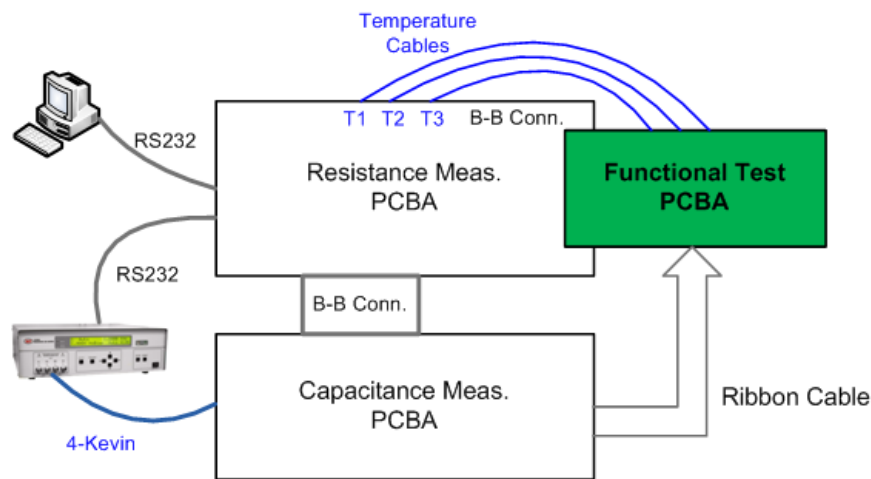 Temperature
Cables
T1 T2 T3 B-B Conn.
RS232
Resistance Meas.
PCBA
Functional Test
PCBA
RS232
B-B Conn.
Capacitance Meas.
PCBA
Ribbon Cable
4-Kevin